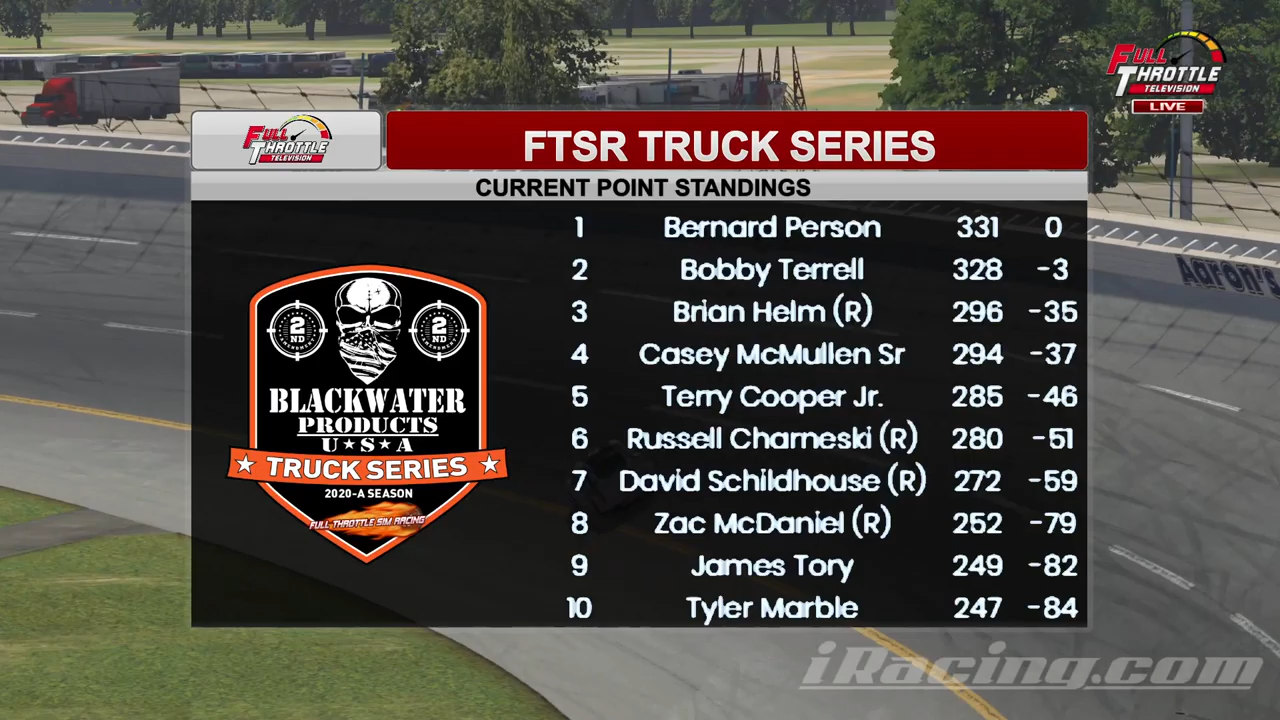 FULL THROTTLE TELEVISION
LIVE
FULL THROTTLE TELEVISION
FTSR TRUCK SERIES
CURRENT POINT STANDINGS
1 Bernard Person 331 0
2 Bobby Terrell 328 -3
3 Brian Helm (R) 296 -35
4 Casey McMullen Sr 294 -37
5 Terry Cooper Jr. 285 -46
6 Russell Charneski (R) 280 -51
7 David Schildhouse (R) 272 -59
8 Zac McDaniel (R) 252 -79
9 James Tory 249 -82
10 Tyler Marble 247 -84
2ND AMENDMENT
2ND AMENDMENT
BLACKWATER
PRODUCTS
U★S★A
★ TRUCK SERIES ★
2020-A SEASON
FULL THROTTLE SIM RACING
Aaron's
iRacing.com